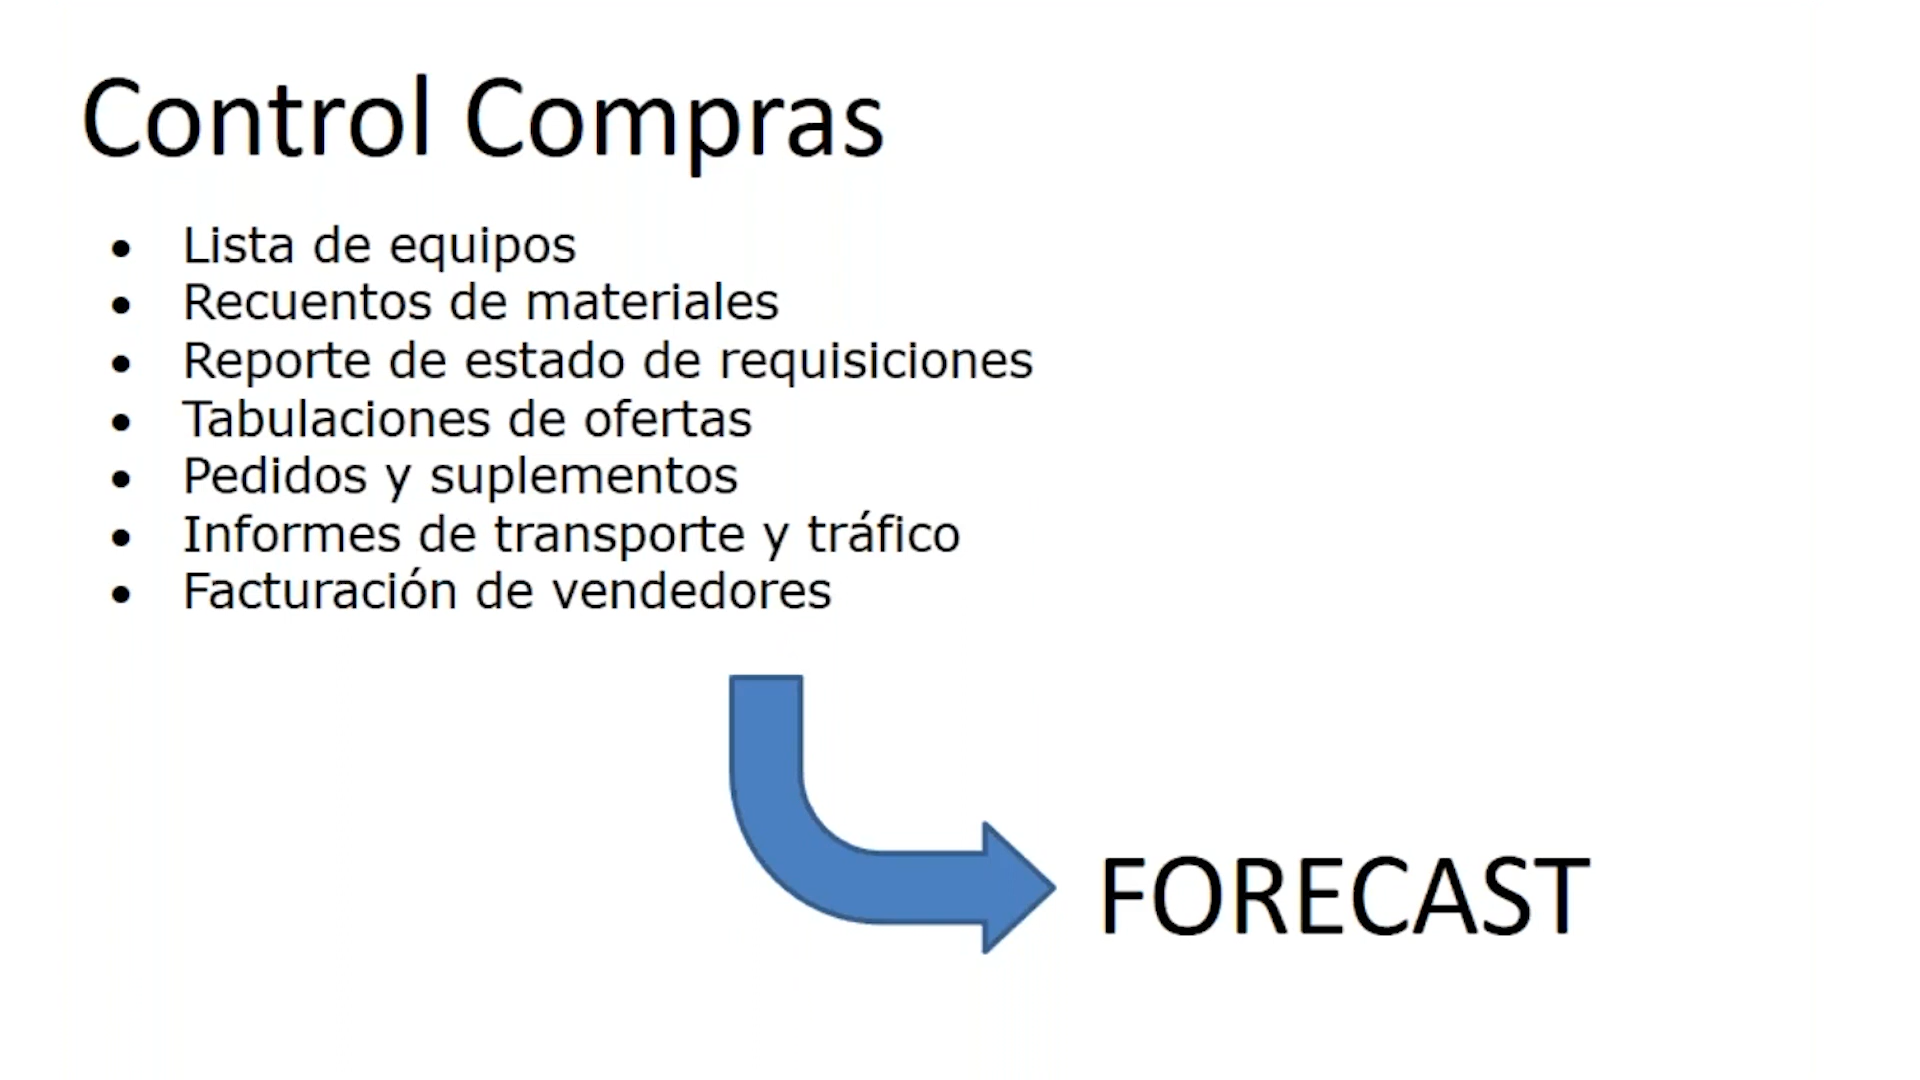 Control Compras
• Lista de equipos
• Recuentos de materiales
• Reporte de estado de requisiciones
• Tabulaciones de ofertas
• Pedidos y suplementos
• Informes de transporte y tráfico
• Facturación de vendedores
FORECAST